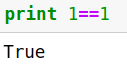 print 1==1
True